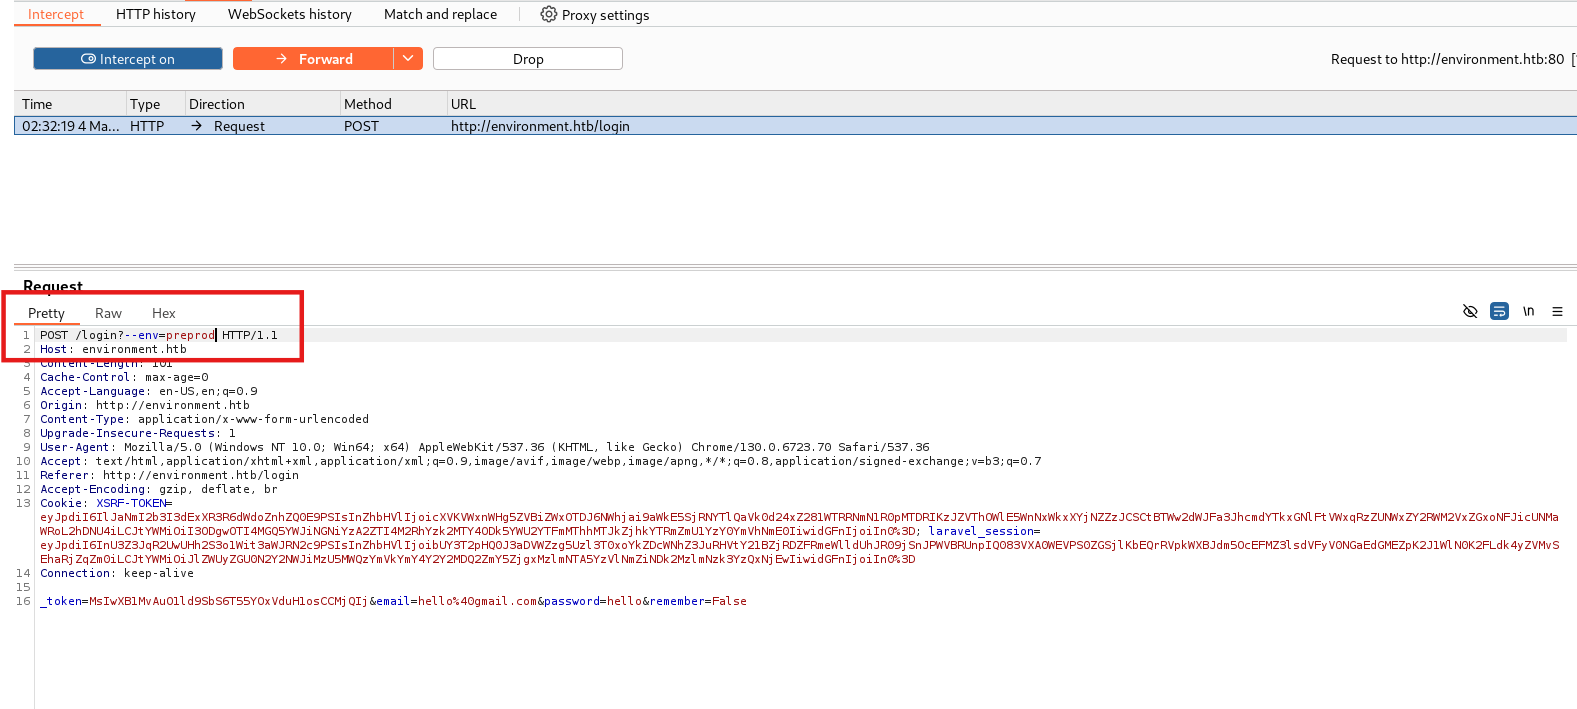 Intercept HTTP history WebSockets history Match and replace Proxy settings
Intercept on Forward Drop Request to http://environment.htb:80 [
Time Type Direction Method URL
02:32:19 4 Ma... HTTP → Request POST http://environment.htb/login
Request
Pretty Raw Hex \n
1 POST /login?--env=preprod HTTP/1.1
2 Host: environment.htb
3 Content-Length: 101
4 Cache-Control: max-age=0
5 Accept-Language: en-US,en;q=0.9
6 Origin: http://environment.htb
7 Content-Type: application/x-www-form-urlencoded
8 Upgrade-Insecure-Requests: 1
9 User-Agent: Mozilla/5.0 (Windows NT 10.0; Win64; x64) AppleWebKit/537.36 (KHTML, like Gecko) Chrome/130.0.6723.70 Safari/537.36
10 Accept: text/html,application/xhtml+xml,application/xml;q=0.9,image/avif,image/webp,image/apng,*/*;q=0.8,application/signed-exchange;v=b3;q=0.7
11 Referer: http://environment.htb/login
12 Accept-Encoding: gzip, deflate, br
13 Cookie: XSRF-TOKEN=
laravel_session=
14 Connection: keep-alive
15
16 _token=MsIwXB1MvAuO1ld9SbS6T55YOxVduH1osCCMjQIj&email=hello%40gmail.com&password=hello&remember=False